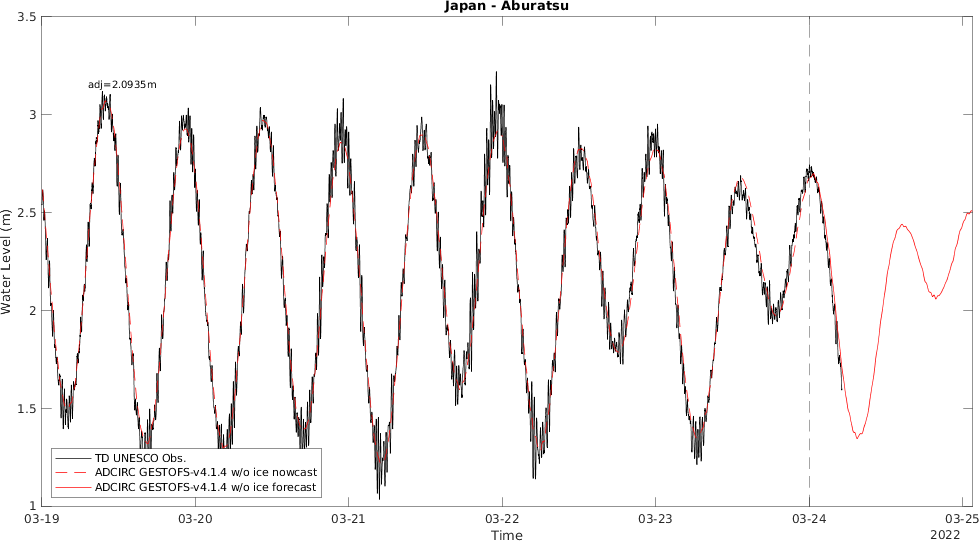 Japan - Aburatsu
3.5
3
2.5
2
1.5
1
Water Level (m)
adj=2.0935m
TD UNESCO Obs.
ADCIRC GESTOFS-v4.1.4 w/o ice nowcast
ADCIRC GESTOFS-v4.1.4 w/o ice forecast
03-19 03-20 03-21 03-22 03-23 03-24 03-25
Time
2022